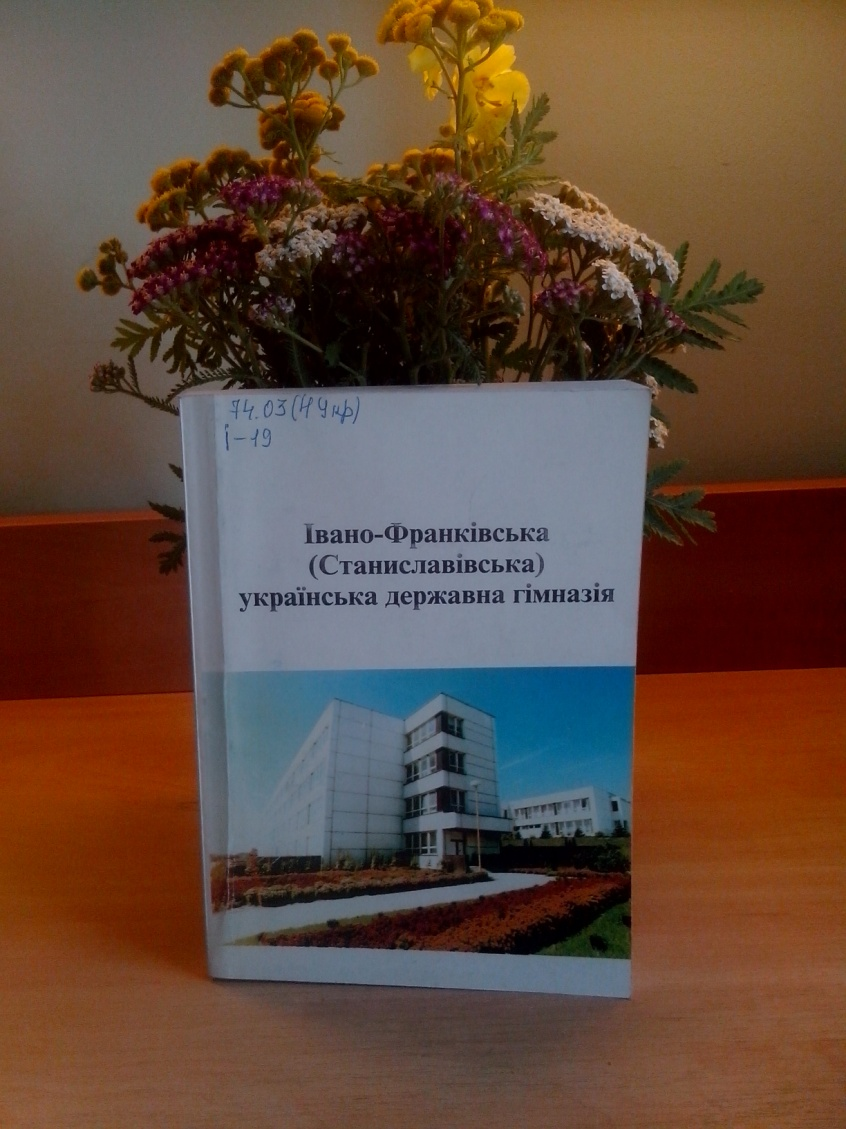 74.03(4Укр)
І-19
Івано-Франківська
(Станиславівська)
українська державна гімназія